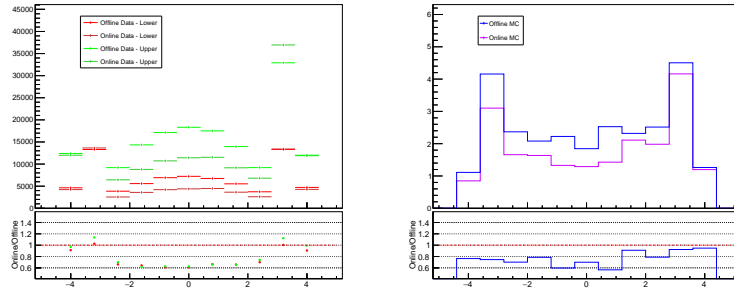 45000
40000
35000
30000
25000
20000
15000
10000
5000
0
Offline Data - Lower
Online Data - Lower
Offline Data - Upper
Online Data - Upper
Online/Offline
1.4
1.2
1
0.8
0.6
−4 −2 0 2 4
6
5
4
3
2
1
0
Offline MC
Online MC
Online/Offline
1.4
1.2
1
0.8
0.6
−4 −2 0 2 4